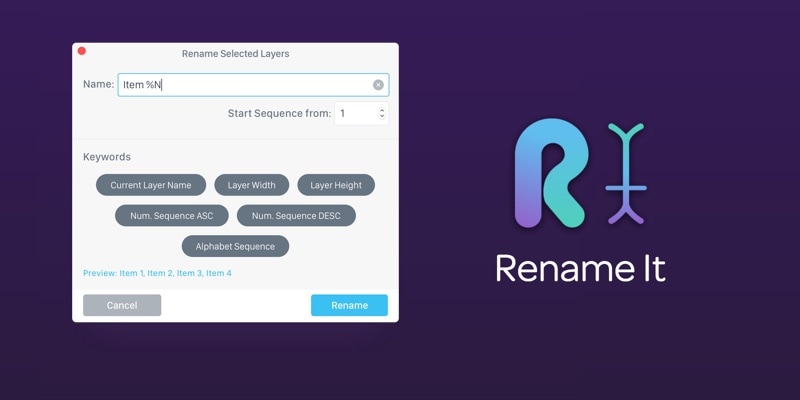 Rename Selected Layers
Name: Item %N
Start Sequence from: 1
Keywords
Current Layer Name Layer Width Layer Height
Num. Sequence ASC Num. Sequence DESC
Alphabet Sequence
Preview: Item 1, Item 2, Item 3, Item 4
Cancel Rename
R
Rename It